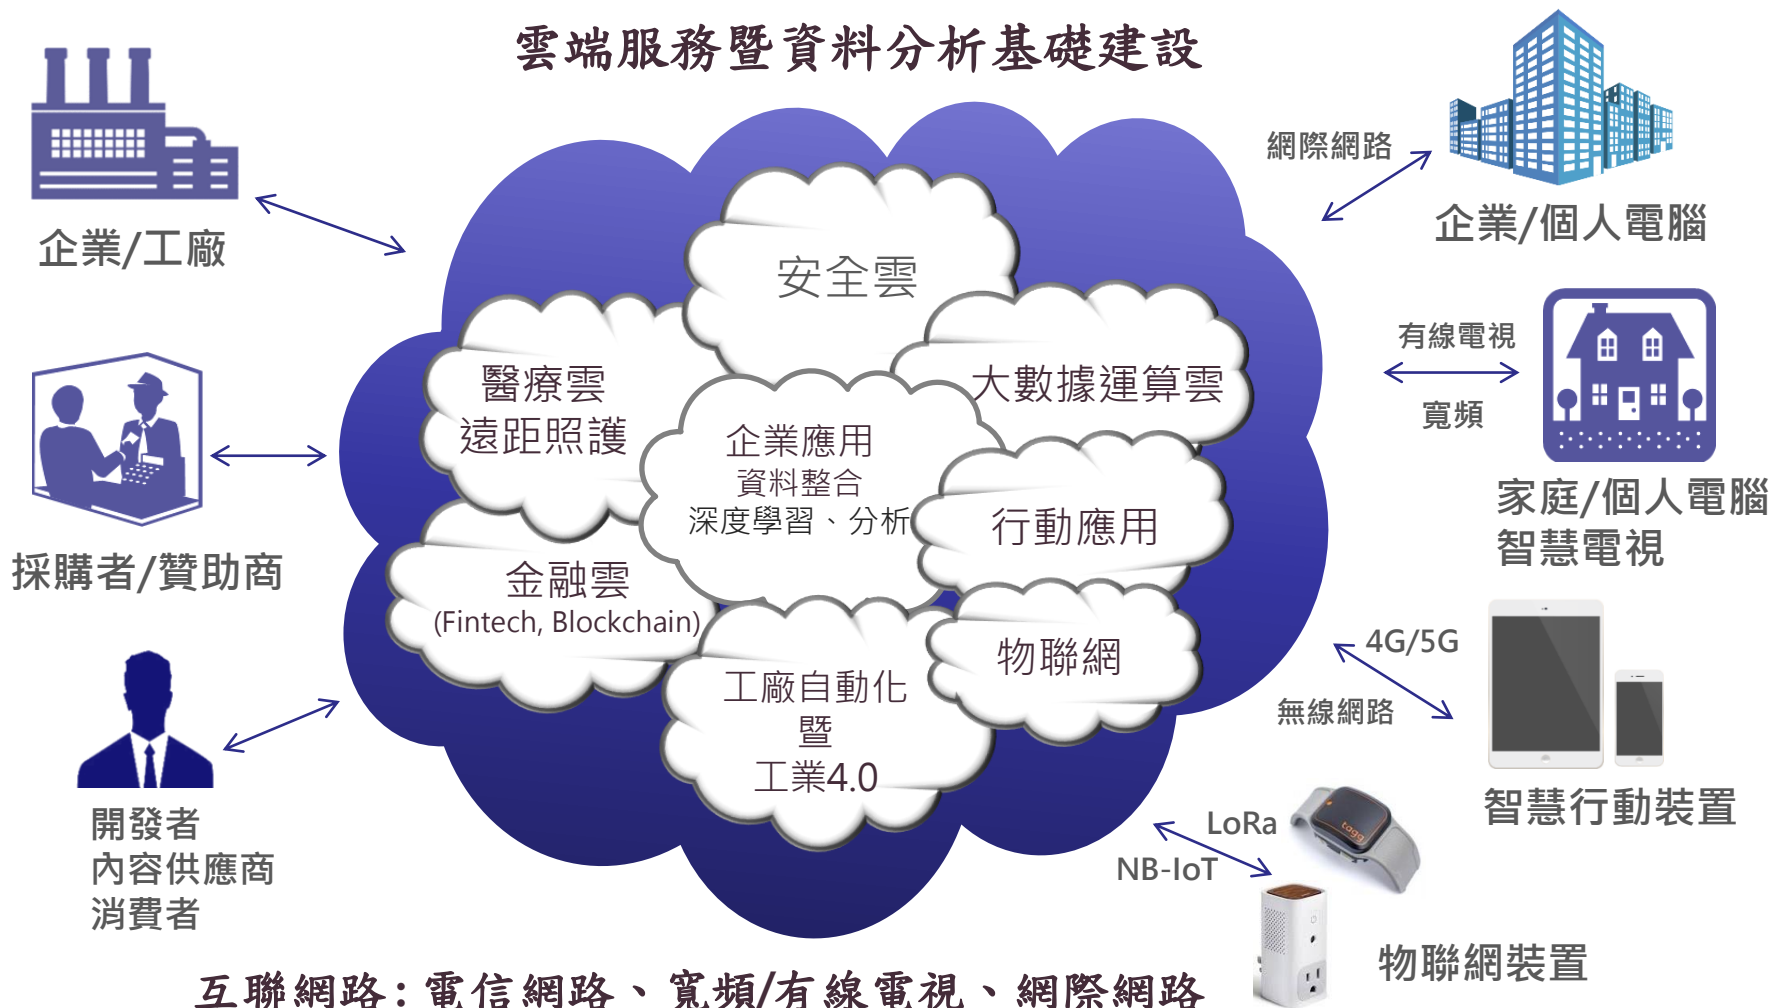 雲端服務暨資料分析基礎建設
企業/工廠
採購者/贊助商
開發者
內容供應商
消費者
安全雲
醫療雲
遠距照護
大數據運算雲
企業應用
資料整合
深度學習、分析
行動應用
金融雲
(Fintech, Blockchain)
物聯網
工廠自動化
暨
工業4.0
網際網路
企業/個人電腦
有線電視
寬頻
家庭/個人電腦
智慧電視
4G/5G
無線網路
智慧行動裝置
LoRa
NB-IoT
tagg
物聯網裝置
互聯網路:電信網路、寬頻/有線電視、網際網路